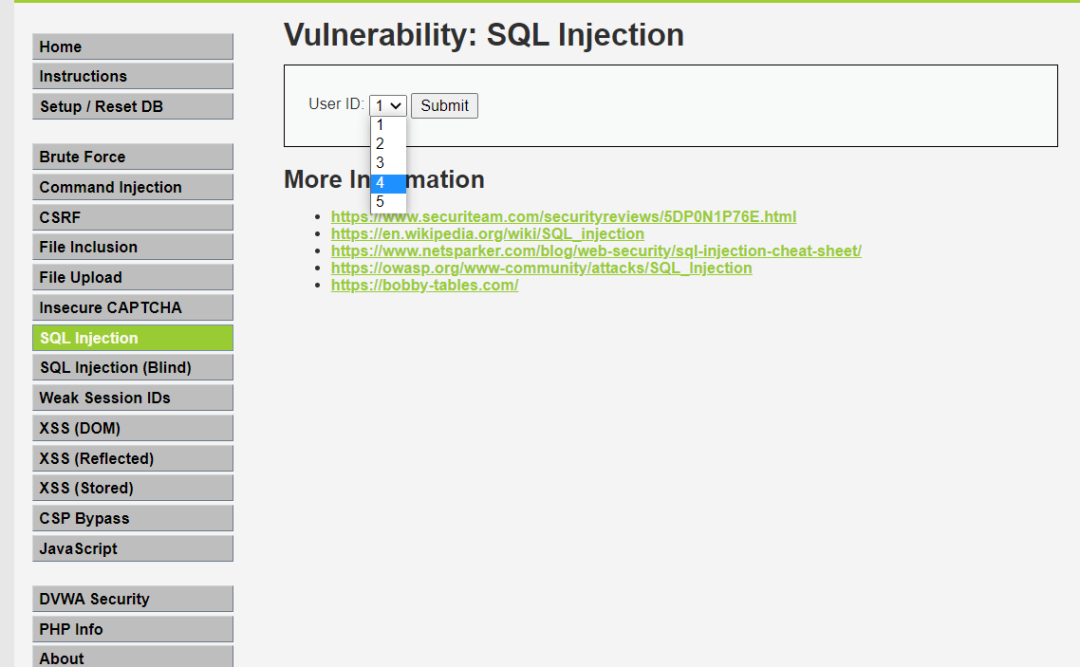 Home
Instructions
Setup / Reset DB
Brute Force
Command Injection
CSRF
File Inclusion
File Upload
Insecure CAPTCHA
SQL Injection
SQL Injection (Blind)
Weak Session IDs
XSS (DOM)
XSS (Reflected)
XSS (Stored)
CSP Bypass
JavaScript
DVWA Security
PHP Info
About
Vulnerability: SQL Injection
User ID: 1 Submit
1
2
3
4
5
More In mation
https://www.securiteam.com/securityreviews/5DP0N1P76E.html
https://en.wikipedia.org/wiki/SQL_injection
https://www.netsparker.com/blog/web-security/sql-injection-cheat-sheet/
https://owasp.org/www-community/attacks/SQL_Injection
https://bobby-tables.com/